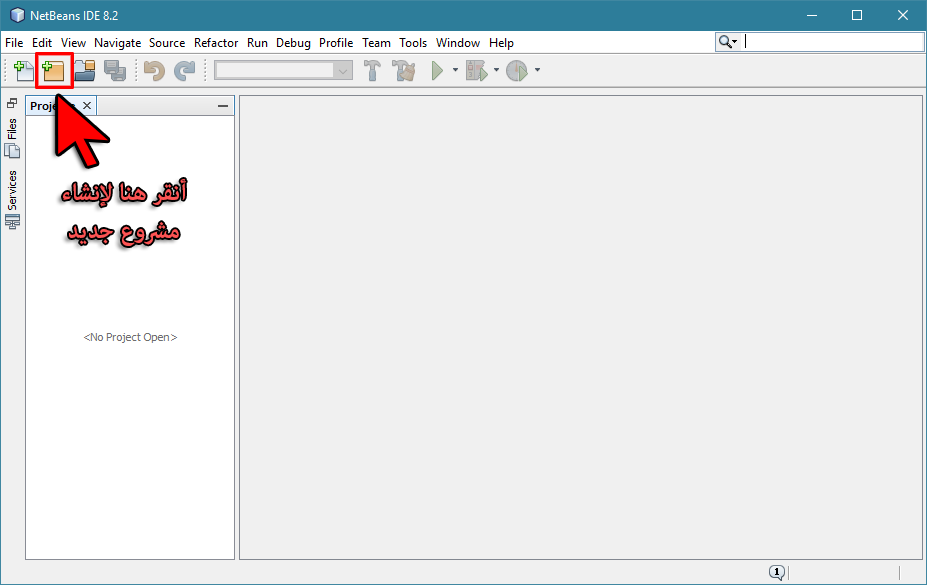 NetBeans IDE 8.2
File Edit View Navigate Source Refactor Run Debug Profile Team Tools Window Help
Files
Services
أنقر هنا لإنشاء
مشروع جديد
<No Project Open>
1